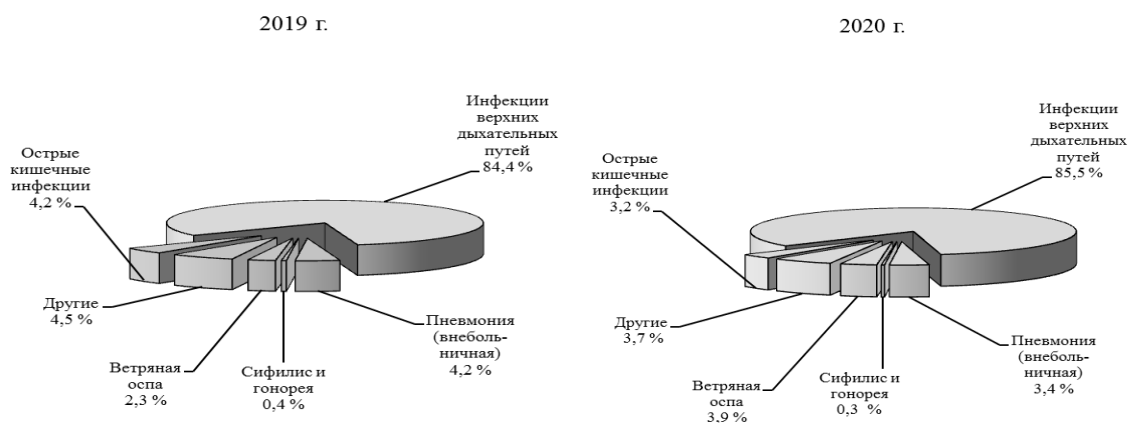 2019 г.
Инфекции
верхних
дыхательных
путей
84,4 %
Острые
кишечные
инфекции
4,2 %
Другие
4,5 %
Ветряная
оспа
2,3 %
Сифилис и
гонорея
0,4 %
Пневмония
(внеболь-
ничная)
4,2 %
2020 г.
Инфекции
верхних
дыхательных
путей
85,5 %
Острые
кишечные
инфекции
3,2 %
Другие
3,7 %
Ветряная
оспа
3,9 %
Сифилис и
гонорея
0,3 %
Пневмония
(внеболь-
ничная)
3,4 %